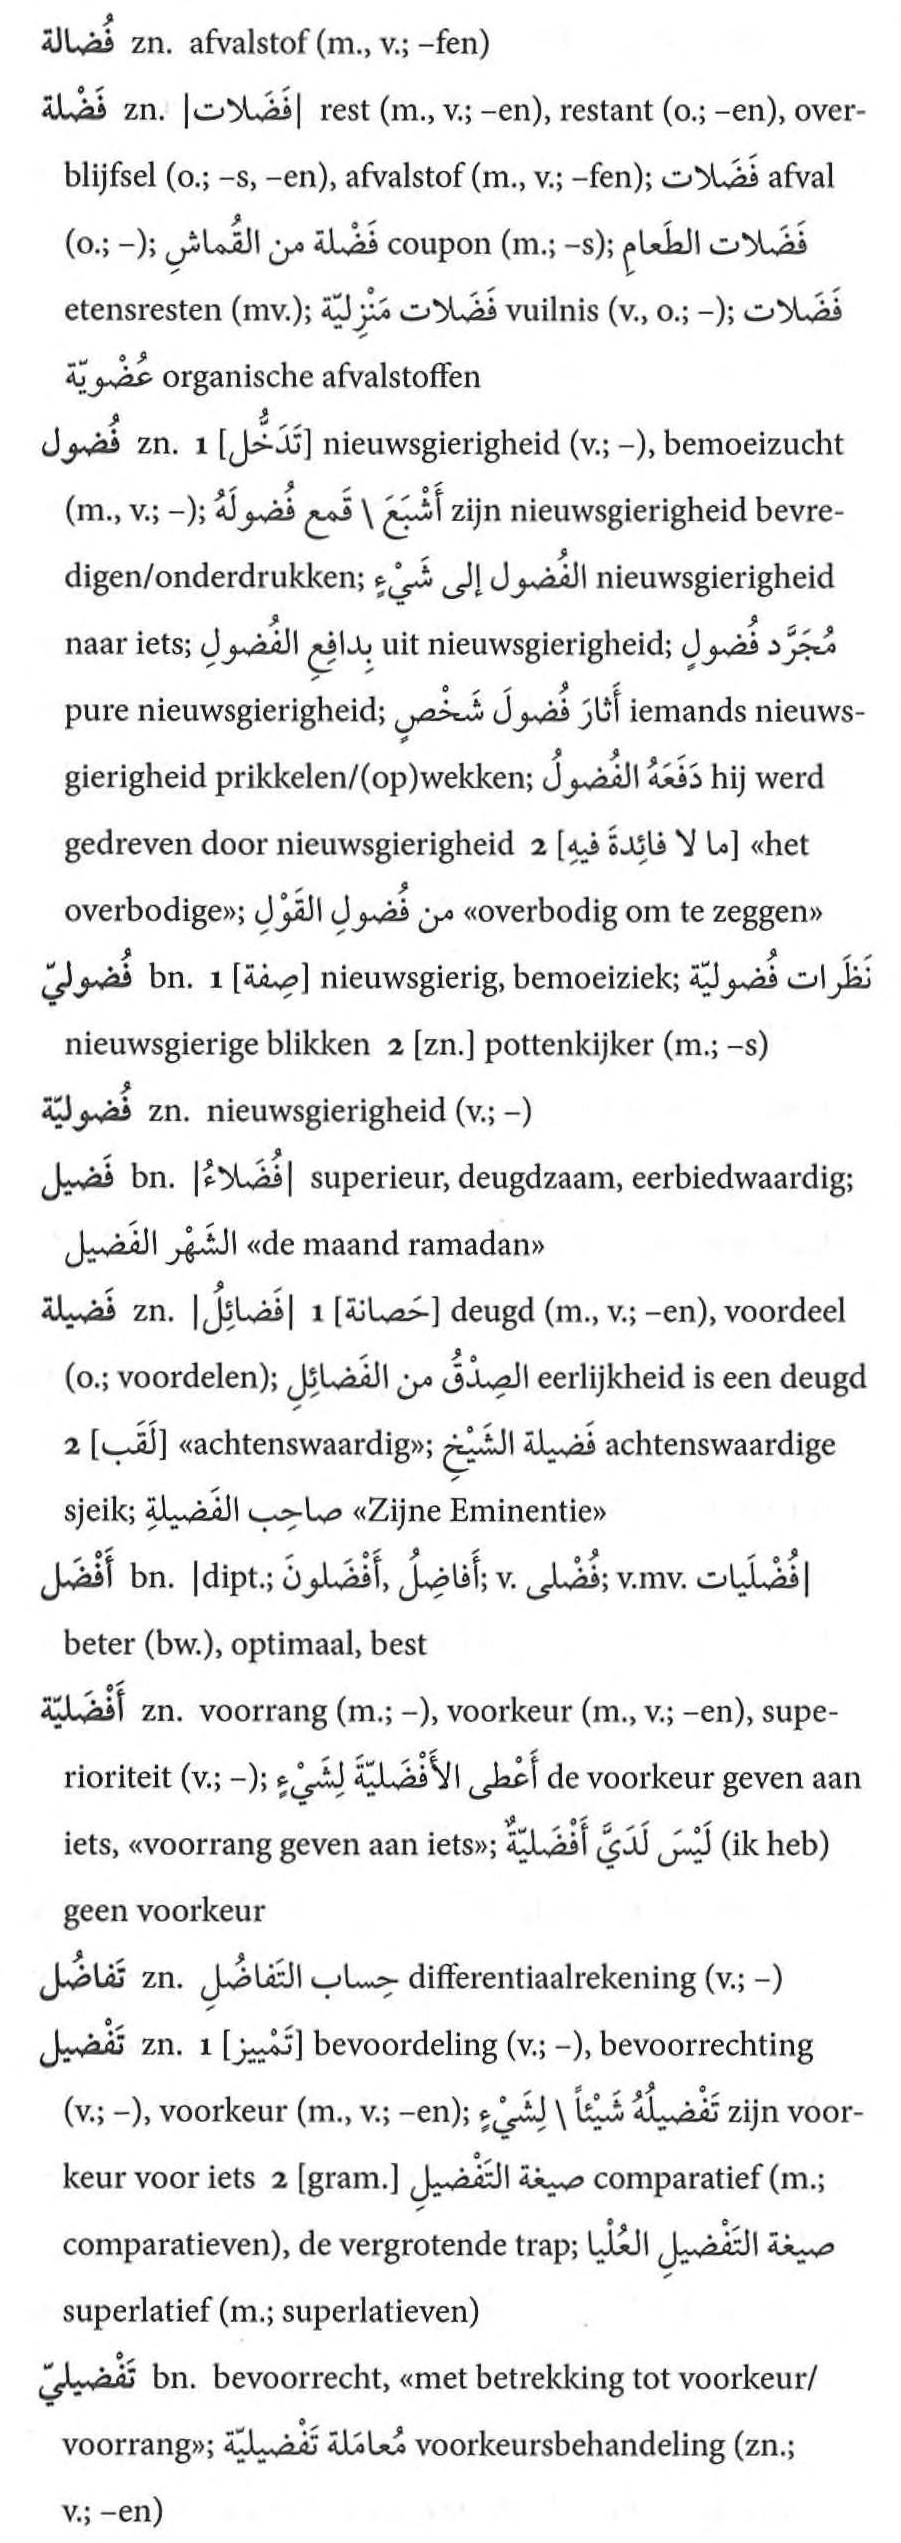 فُضالة zn. afvalstof (m., v.; –fen)
فَضْلة zn. |فَضَلات| rest (m., v.; –en), restant (o.; –en), over-
blijfsel (o.; –s, –en), afvalstof (m., v.; –fen); فَضَلات afval
(o.; –); فَضْلة من القُماشِ coupon (m.; –s); فَضَلات الطَعامِ
etensresten (mv.); فَضَلات مَنْزِليّة vuilnis (v., o.; –); فَضَلات
عُضْويّة organische afvalstoffen
فُضول zn. 1 [تَدَخُّل] nieuwsgierigheid (v.; –), bemoeizucht
(m., v.; –); أَشْبَعَ \ قَمع فُضولَهُ zijn nieuwsgierigheid bevre-
digen/onderdrukken; الفُضول إلى شَيْءٍ nieuwsgierigheid
naar iets; بِدافِعِ الفُضولِ uit nieuwsgierigheid; مُجَرَّد فُضولٍ
pure nieuwsgierigheid; أَثارَ فُضولَ شَخْصٍ iemands nieuws-
gierigheid prikkelen/(op)wekken; دَفَعَهُ الفُضولُ hij werd
gedreven door nieuwsgierigheid 2 [ما لا فائِدةَ فيهِ] «het
overbodige»; من فُضولِ القَوْلِ «overbodig om te zeggen»
فُضوليّ bn. 1 [صِفة] nieuwsgierig, bemoeiziek; نَظَرات فُضوليّة
nieuwsgierige blikken 2 [zn.] pottenkijker (m.; –s)
فُضوليّة zn. nieuwsgierigheid (v.; –)
فَضيل bn. |فُضَلاءُ| superieur, deugdzaam, eerbiedwaardig;
الشَهْر الفَضيل «de maand ramadan»
فَضيلة zn. |فَضائِلُ| 1 [حَصانة] deugd (m., v.; –en), voordeel
(o.; voordelen); الصِدْقُ من الفَضائِلِ eerlijkheid is een deugd
2 [لَقَب] «achtenswaardig»; فَضيلة الشَيْخِ achtenswaardige
sjeik; صاحِب الفَضيلةِ «Zijne Eminentie»
أَفْضَل bn. |dipt.; أَفْضَلونَ, أَفاضِلُ; v. فُضْلى; v.mv. فُضْلَيات|
beter (bw.), optimaal, best
أَفْضَليّة zn. voorrang (m.; –), voorkeur (m., v.; –en), supe-
rioriteit (v.; –); أَعْطى الأَفْضَليّةَ لِشَيْءٍ de voorkeur geven aan
iets, «voorrang geven aan iets»; لَيْسَ لَدَيَّ أَفْضَليّةٌ (ik heb)
geen voorkeur
تَفاضُل zn. حِساب التَفاضُلِ differentiaalrekening (v.; –)
تَفْضيل zn. 1 [تَمْييز] bevoordeling (v.; –), bevoorrechting
(v.; –), voorkeur (m., v.; –en); تَفْضيلُهُ شَيْئاً \ لِشَيْءٍ zijn voor-
keur voor iets 2 [gram.] صيغة التَفْضيلِ comparatief (m.;
comparatieven), de vergrotende trap; صيغة التَفْضيلِ العُلْيا
superlatief (m.; superlatieven)
تَفْضيليّ bn. bevoorrecht, «met betrekking tot voorkeur/
voorrang»; مُعامَلة تَفْضيليّة voorkeursbehandeling (zn.;
v.; –en)